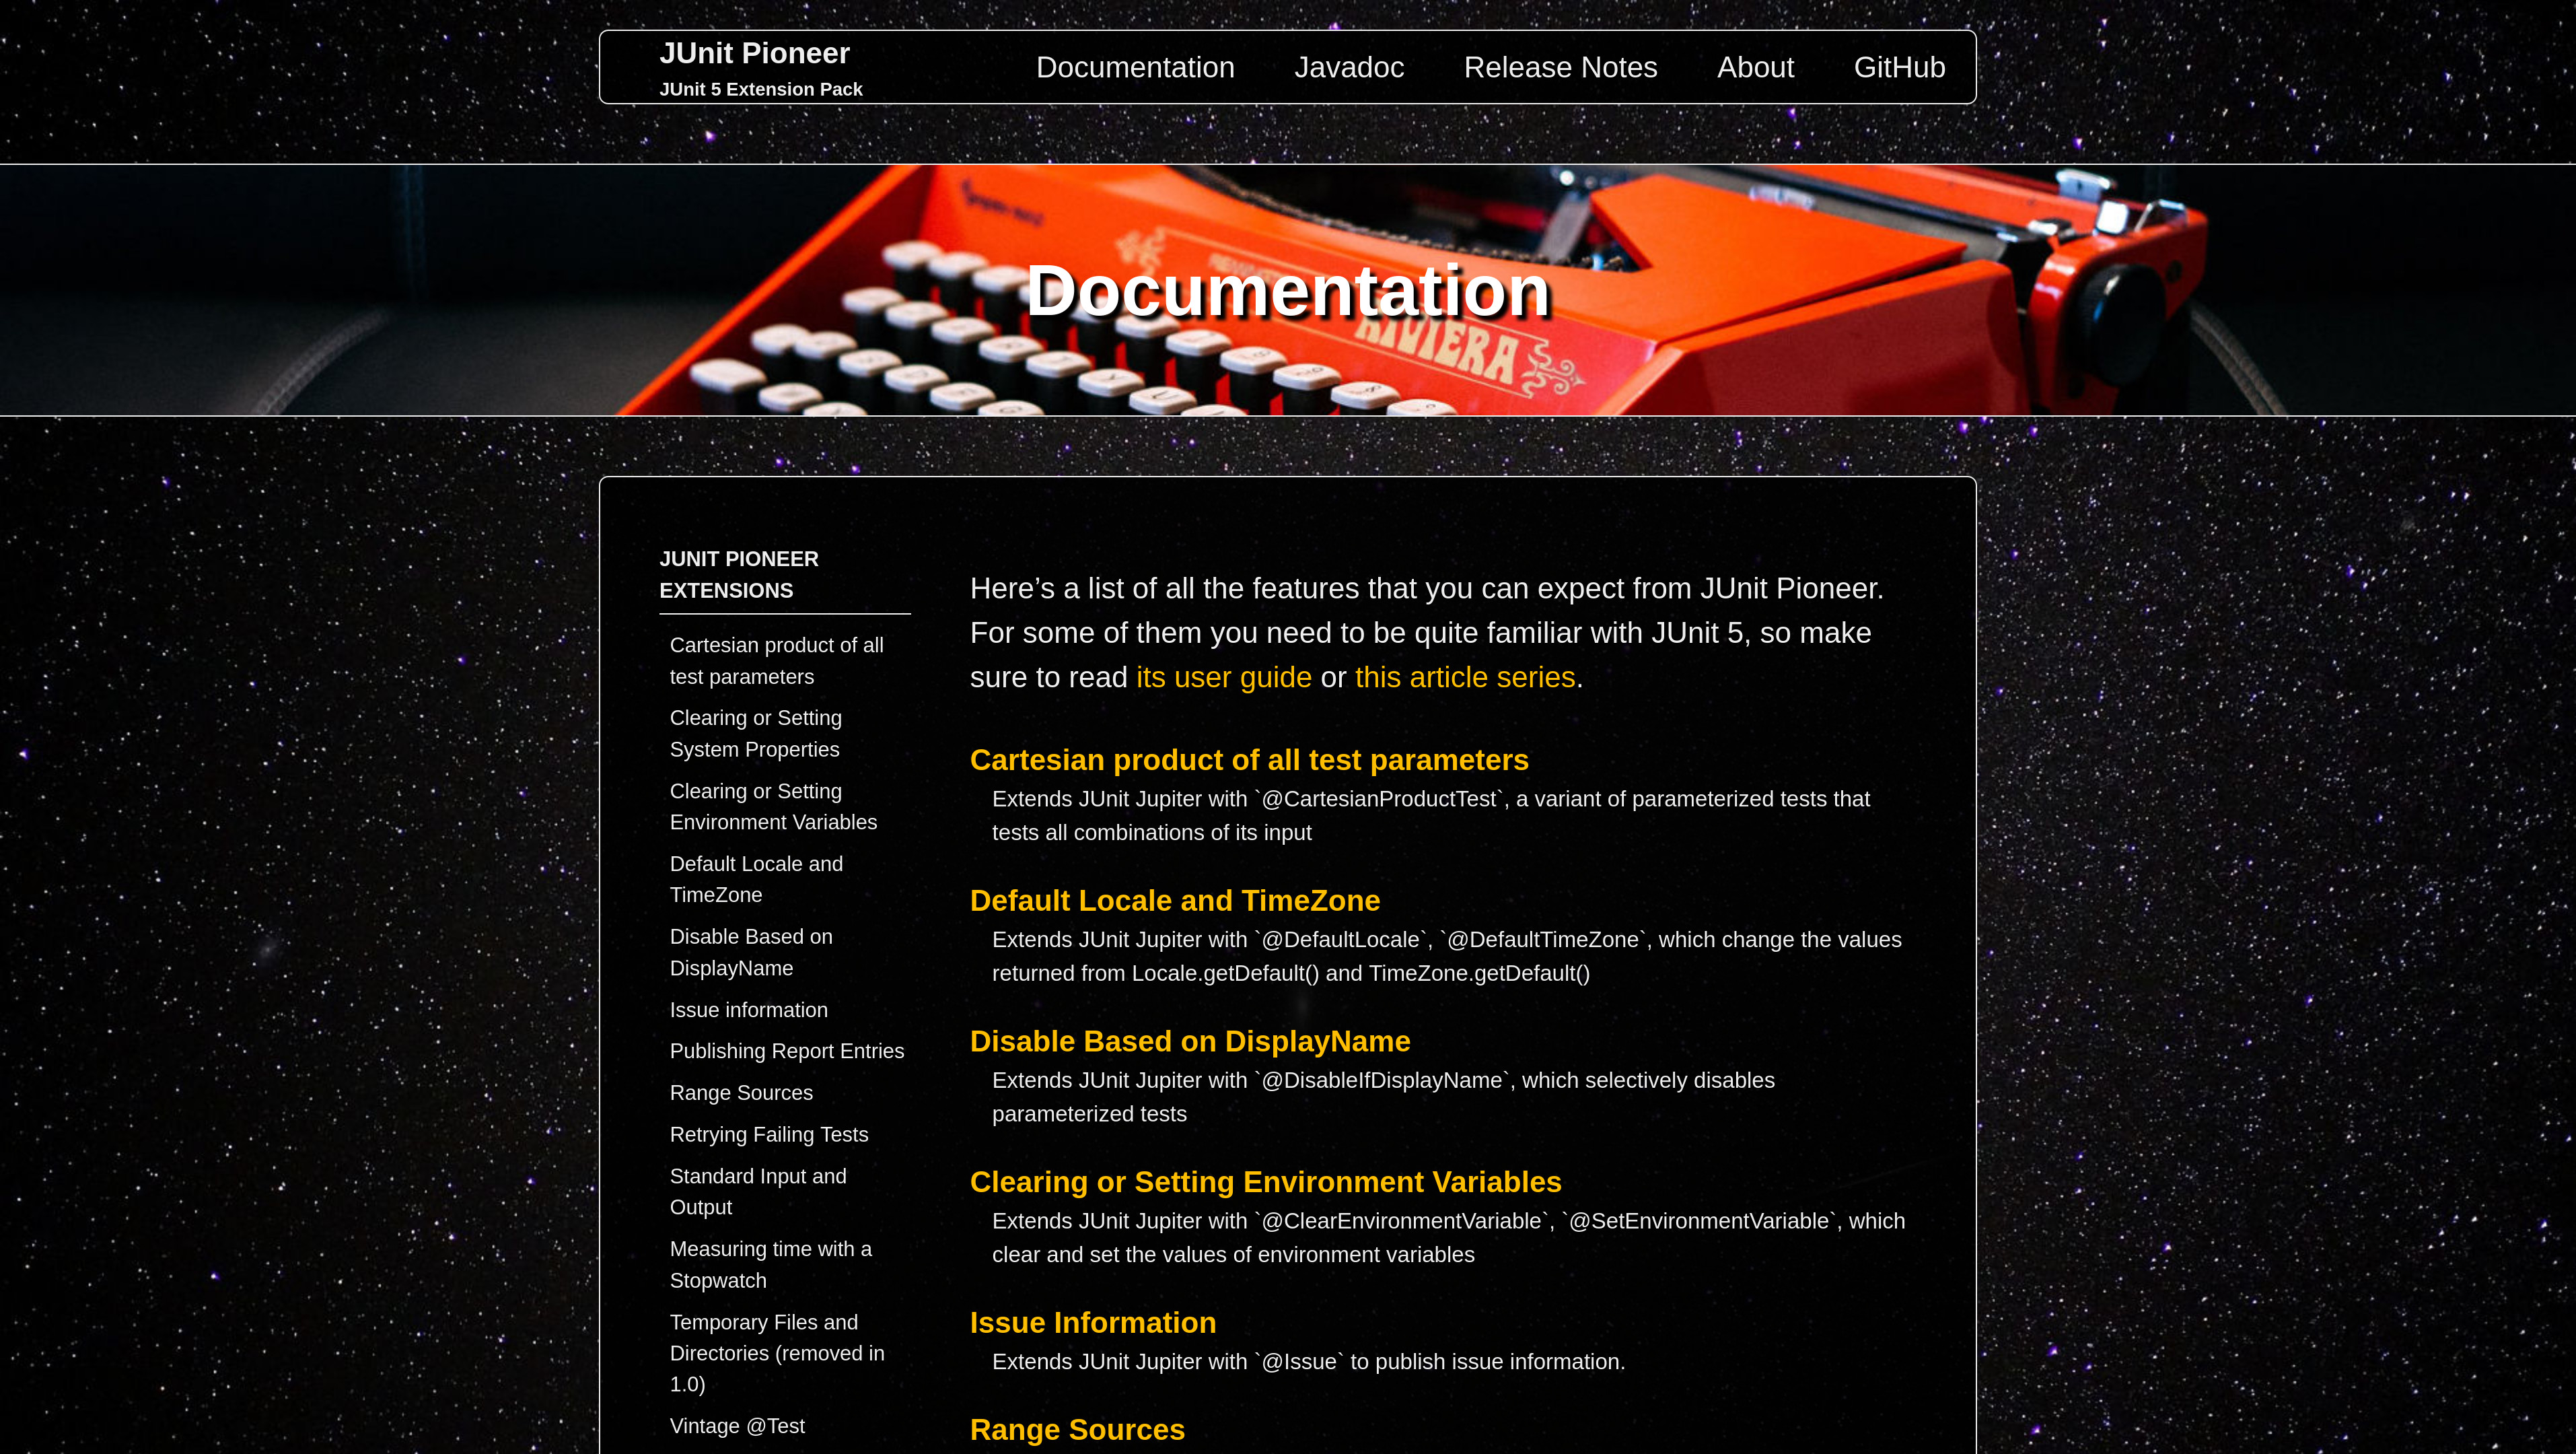 JUnit Pioneer
JUnit 5 Extension Pack
Documentation
Javadoc
Release Notes
About
GitHub
Documentation
RIVIERA
JUNIT PIONEER
EXTENSIONS
Cartesian product of all
test parameters
Clearing or Setting
System Properties
Clearing or Setting
Environment Variables
Default Locale and
TimeZone
Disable Based on
DisplayName
Issue information
Publishing Report Entries
Range Sources
Retrying Failing Tests
Standard Input and
Output
Measuring time with a
Stopwatch
Temporary Files and
Directories (removed in
1.0)
Vintage @Test
Here’s a list of all the features that you can expect from JUnit Pioneer.
For some of them you need to be quite familiar with JUnit 5, so make
sure to read its user guide or this article series.
Cartesian product of all test parameters
Extends JUnit Jupiter with `@CartesianProductTest`, a variant of parameterized tests that
tests all combinations of its input
Default Locale and TimeZone
Extends JUnit Jupiter with `@DefaultLocale`, `@DefaultTimeZone`, which change the values
returned from Locale.getDefault() and TimeZone.getDefault()
Disable Based on DisplayName
Extends JUnit Jupiter with `@DisableIfDisplayName`, which selectively disables
parameterized tests
Clearing or Setting Environment Variables
Extends JUnit Jupiter with `@ClearEnvironmentVariable`, `@SetEnvironmentVariable`, which
clear and set the values of environment variables
Issue Information
Extends JUnit Jupiter with `@Issue` to publish issue information.
Range Sources